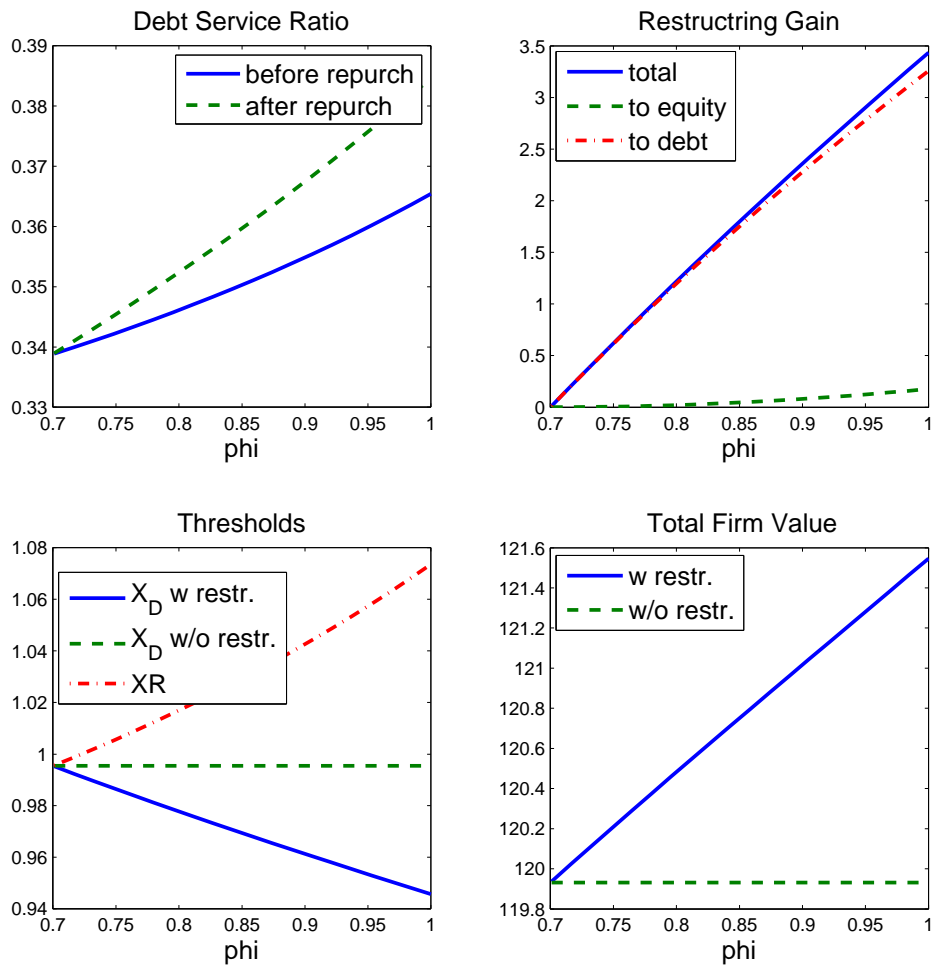 Debt Service Ratio
0.39
0.38
0.37
0.36
0.35
0.34
0.33
before repurch
after repurch
0.7 0.75 0.8 0.85 0.9 0.95 1
phi
Restructring Gain
3.5
3
2.5
2
1.5
1
0.5
0
total
to equity
to debt
0.7 0.75 0.8 0.85 0.9 0.95 1
phi
Thresholds
1.08
1.06
1.04
1.02
1
0.98
0.96
0.94
X_D w restr.
X_D w/o restr.
XR
0.7 0.75 0.8 0.85 0.9 0.95 1
phi
Total Firm Value
121.6
121.4
121.2
121
120.8
120.6
120.4
120.2
120
119.8
w restr.
w/o restr.
0.7 0.75 0.8 0.85 0.9 0.95 1
phi